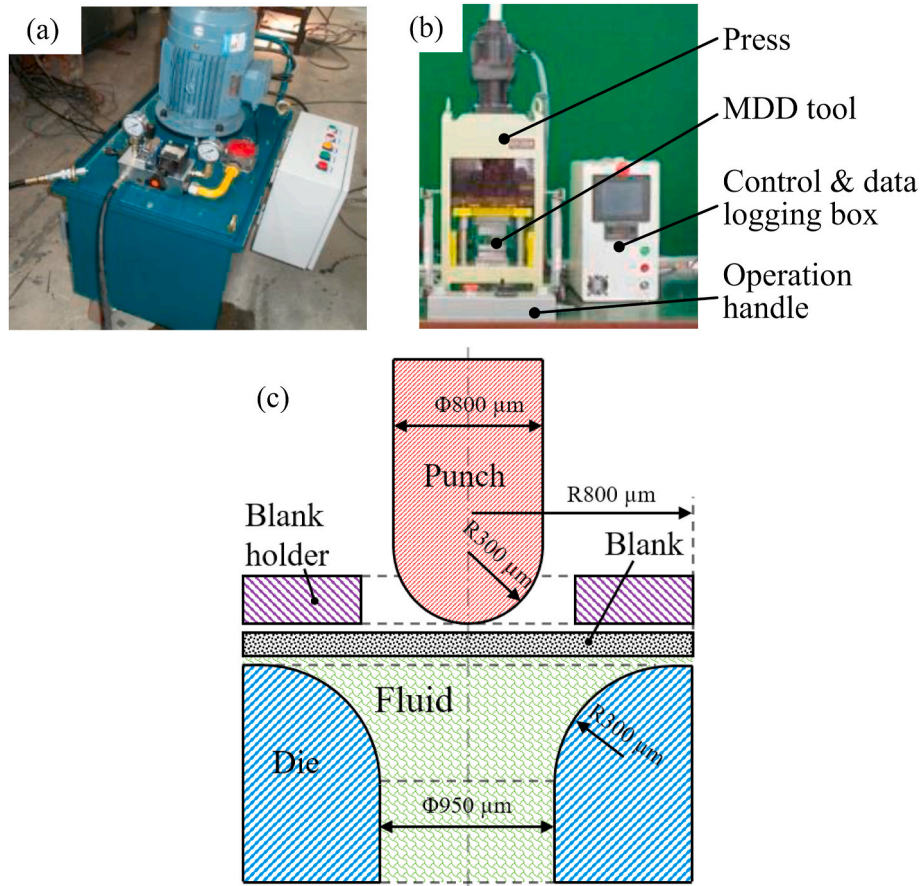 (a)
(b)
Press
MDD tool
Control & data
logging box
Operation
handle
(c)
Φ800 µm
Punch
R800 µm
R300 µm
Blank
holder
Blank
Fluid
R300 µm
Die
Φ950 µm